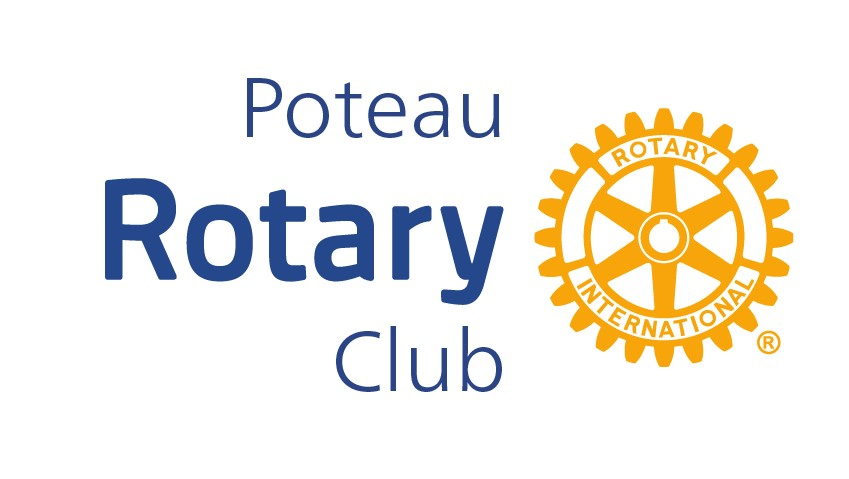 Poteau
Rotary
Club
ROTARY
INTERNATIONAL
®